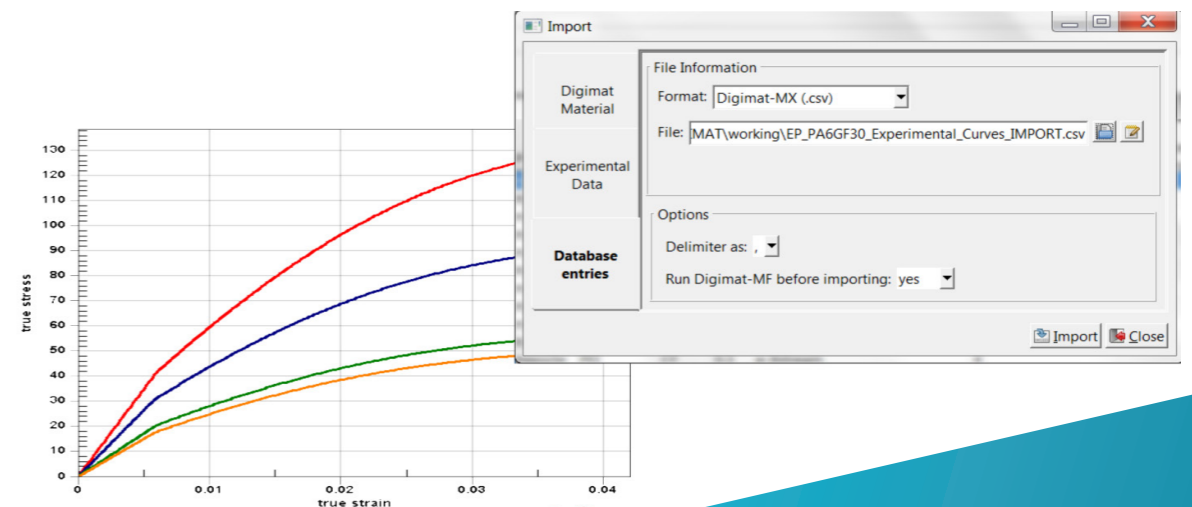 Import
Digimat
Material
Experimental
Data
Database
entries
File Information
Format: Digimat-MX (.csv)
File: MAT\working\EP_PA6GF30_Experimental_Curves_IMPORT.csv
Options
Delimiter as: ,
Run Digimat-MF before importing: yes
Import
Close
130
120
110
100
90
80
70
60
50
40
30
20
10
0
true stress
0
0.01
0.02
0.03
0.04
true strain